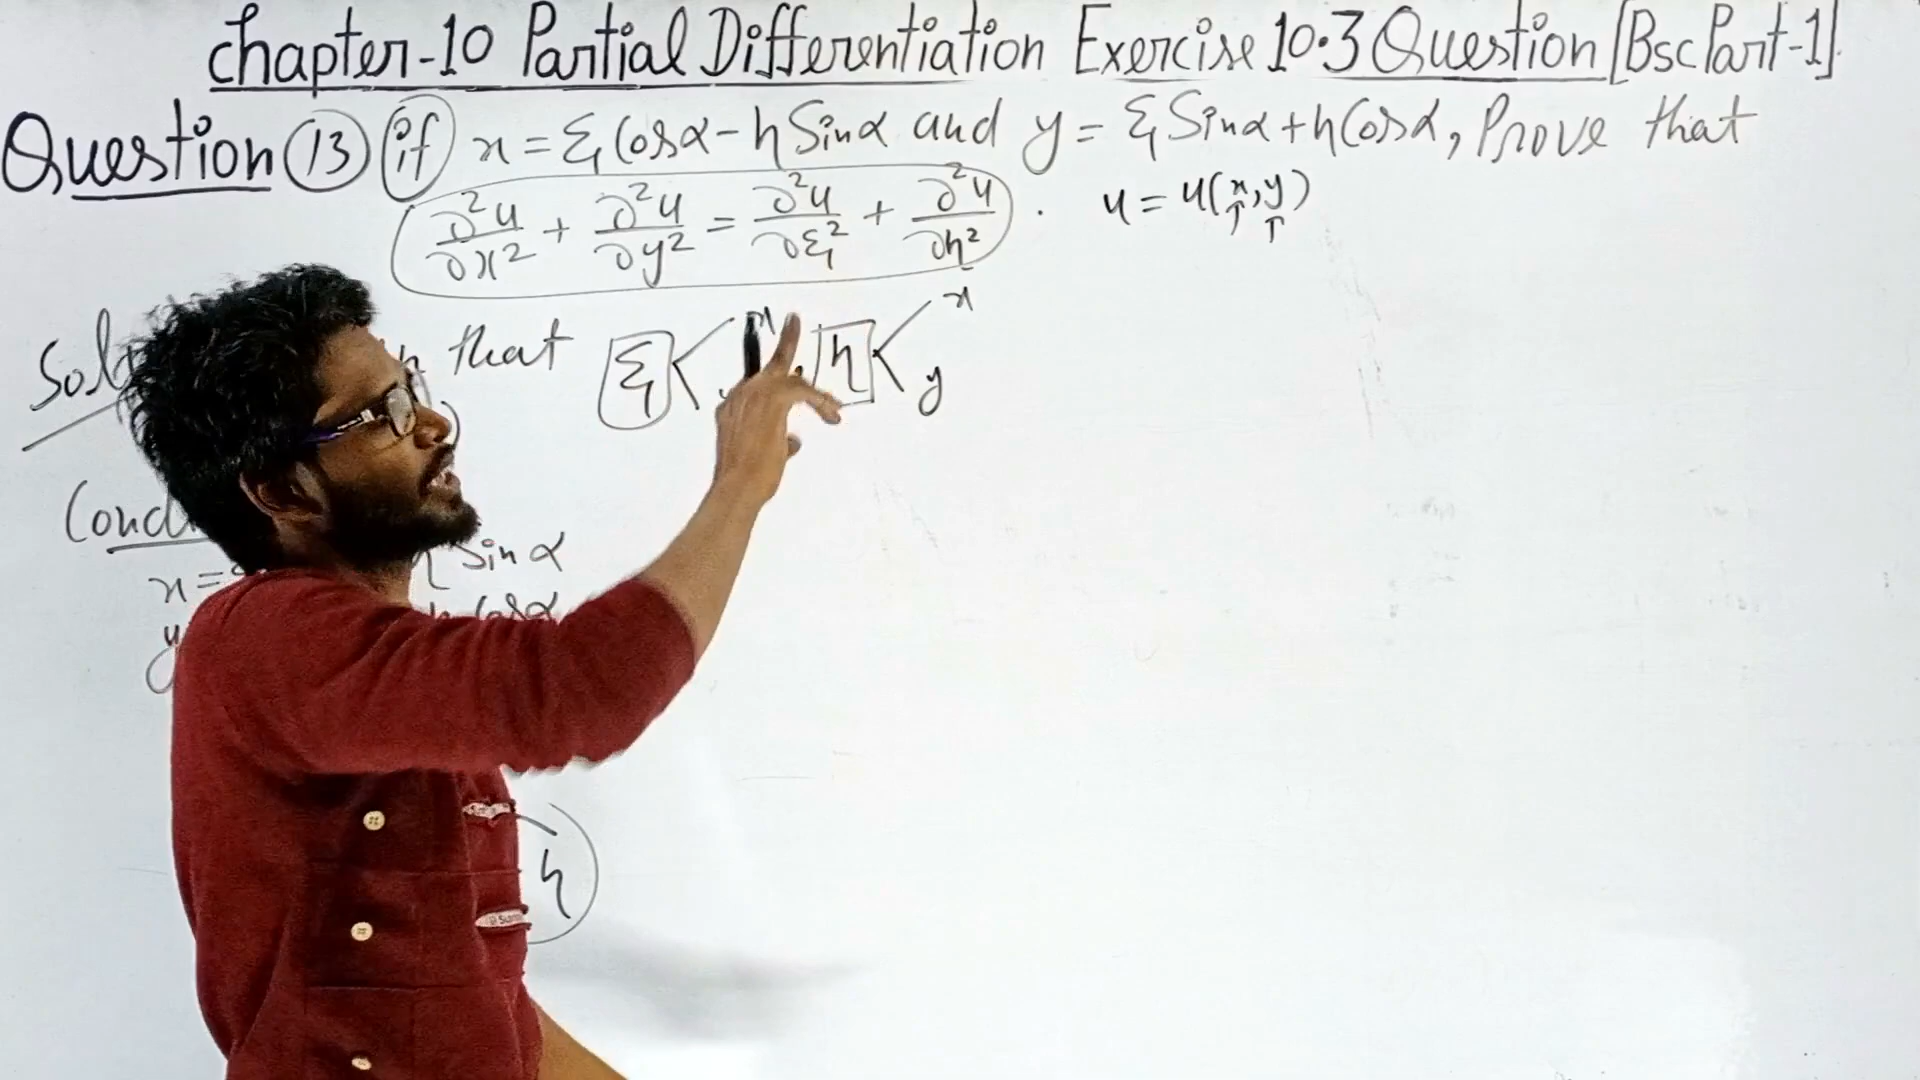 Chapter-10 Partial Differentiation Exercise 10.3 Question [Bsc Part-1].
Question (13) (if) x = ξ Cosα - η Sinα and y = ξ Sinα + η Cosα, Prove that
∂²u/∂x² + ∂²u/∂y² = ∂²u/∂ξ² + ∂²u/∂η² . u = u(x, y)
that ξ < x , η < x y
Sinα
x =
Cosα
y
η